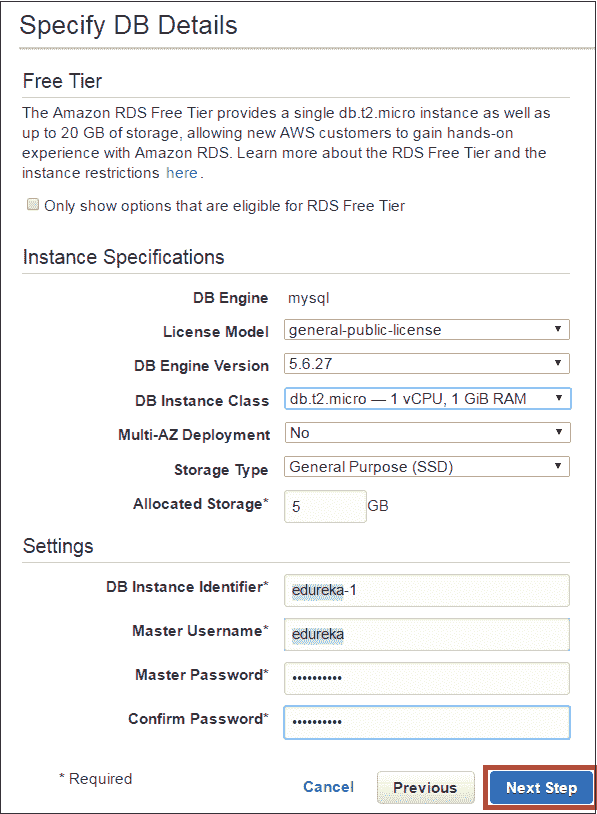 Specify DB Details
Free Tier
The Amazon RDS Free Tier provides a single db.t2.micro instance as well as
up to 20 GB of storage, allowing new AWS customers to gain hands-on
experience with Amazon RDS. Learn more about the RDS Free Tier and the
instance restrictions here.
Only show options that are eligible for RDS Free Tier
Instance Specifications
DB Engine mysql
License Model general-public-license
DB Engine Version 5.6.27
DB Instance Class db.t2.micro — 1 vCPU, 1 GiB RAM
Multi-AZ Deployment No
Storage Type General Purpose (SSD)
Allocated Storage* 5 GB
Settings
DB Instance Identifier* edureka-1
Master Username* edureka
Master Password* ••••••••••
Confirm Password* ••••••••••
* Required Cancel Previous Next Step